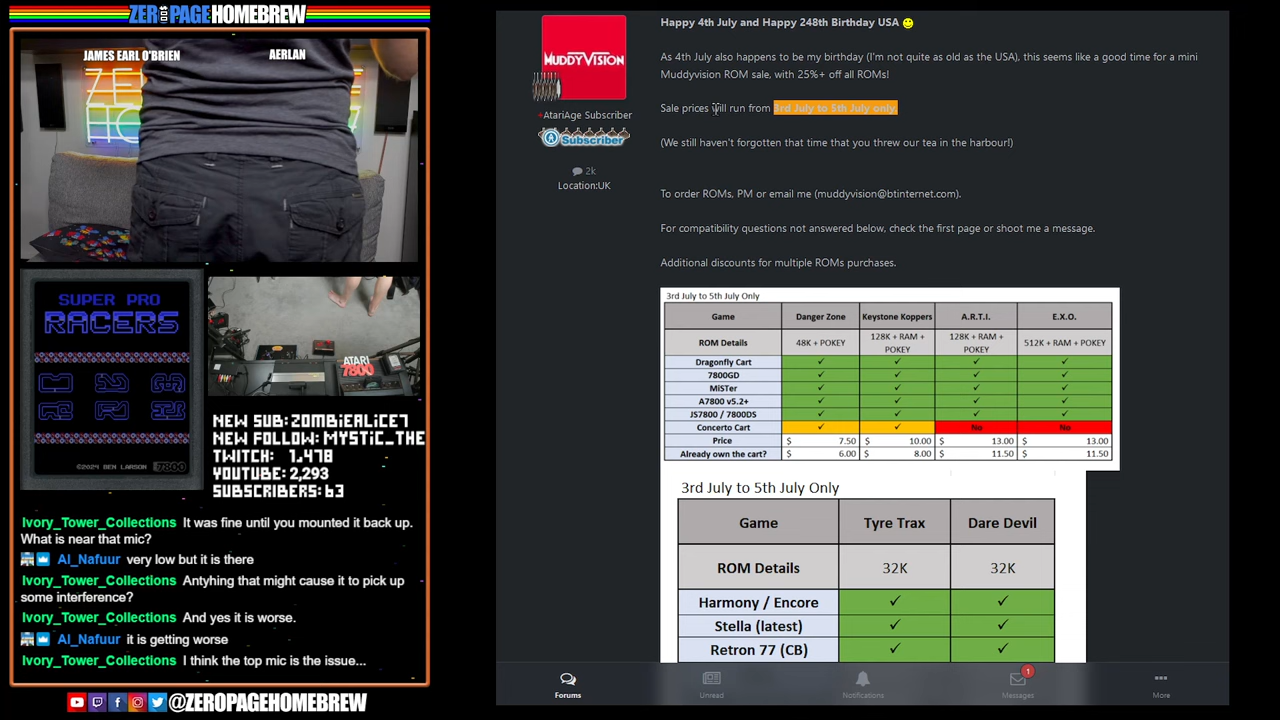 ZERO PAGE HOMEBREW
JAMES EARL O'BRIEN
AERLAN
SUPER PRO
RACERS
©2024 BEN LARSON 7800
ATARI
7800
NEW SUB: ZOMBIEALICE7
NEW FOLLOW: MYSTIC_THE
TWITCH: 1,478
YOUTUBE: 2,293
SUBSCRIBERS: 63
Ivory_Tower_Collections It was fine until you mounted it back up.
What is near that mic?
Al_Nafuur very low but it is there
Ivory_Tower_Collections Antyhing that might cause it to pick up
some interference?
Ivory_Tower_Collections And yes it is worse.
Al_Nafuur it is getting worse
Ivory_Tower_Collections I think the top mic is the issue...
@ZEROPAGEHOMEBREW
MUDDYVISION
+AtariAge Subscriber
Subscriber
2k
Location:UK
Happy 4th July and Happy 248th Birthday USA
As 4th July also happens to be my birthday (I'm not quite as old as the USA), this seems like a good time for a mini
Muddyvision ROM sale, with 25%+ off all ROMs!
Sale prices will run from 3rd July to 5th July only.
(We still haven't forgotten that time that you threw our tea in the harbour!)
To order ROMs, PM or email me (muddyvision@btinternet.com).
For compatibility questions not answered below, check the first page or shoot me a message.
Additional discounts for multiple ROMs purchases.
3rd July to 5th July Only
Game Danger Zone Keystone Koppers A.R.T.I. E.X.O.
ROM Details 48K + POKEY 128K + RAM + POKEY 128K + RAM + POKEY 512K + RAM + POKEY
Dragonfly Cart ✓ ✓ ✓ ✓
7800GD ✓ ✓ ✓ ✓
MiSTer ✓ ✓ ✓ ✓
A7800 v5.2+ ✓ ✓ ✓ ✓
JS7800 / 7800DS ✓ ✓ ✓ ✓
Concerto Cart ✓ ✓ No No
Price $ 7.50 $ 10.00 $ 13.00 $ 13.00
Already own the cart? $ 6.00 $ 8.00 $ 11.50 $ 11.50
3rd July to 5th July Only
Game Tyre Trax Dare Devil
ROM Details 32K 32K
Harmony / Encore ✓ ✓
Stella (latest) ✓ ✓
Retron 77 (CB) ✓ ✓
1
Forums Unread Notifications Messages More